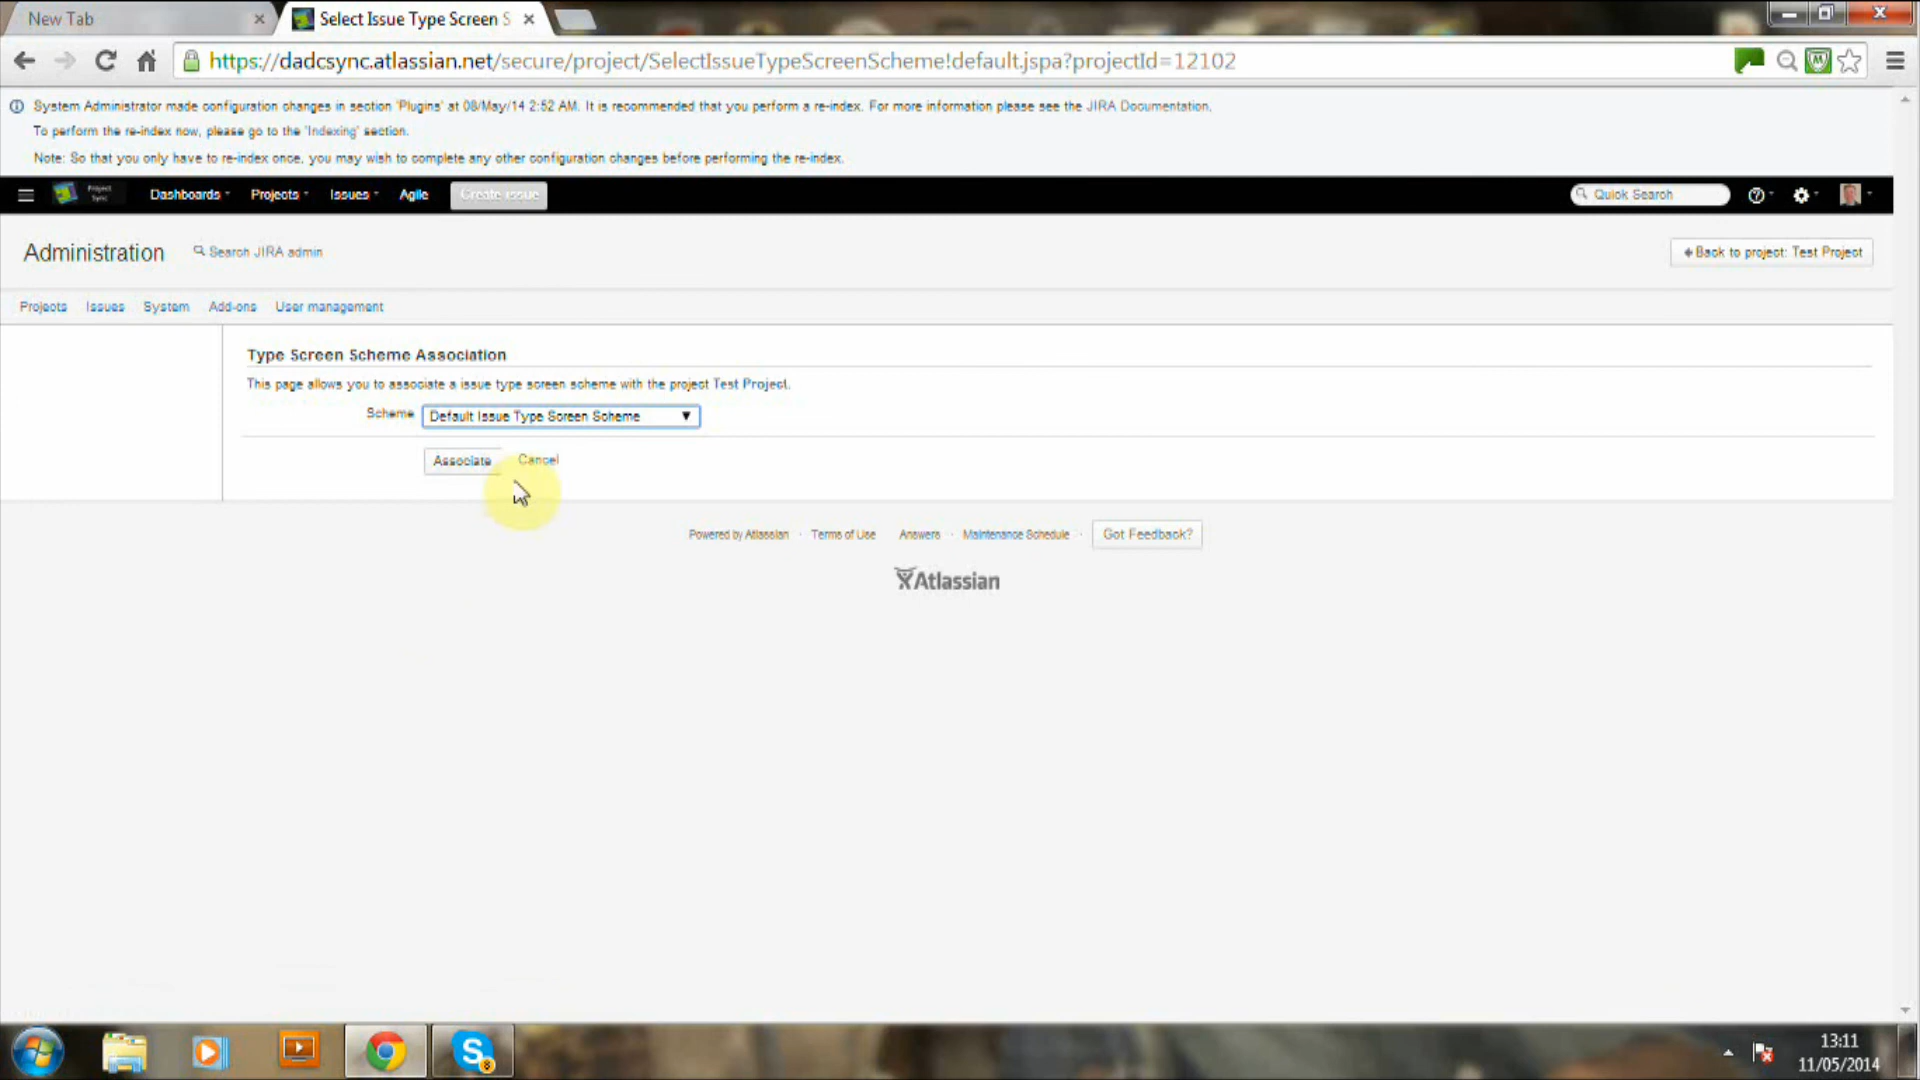 New Tab
Select Issue Type Screen S
https://dadcsync.atlassian.net/secure/project/SelectIssueTypeScreenScheme!default.jspa?projectId=12102
System Administrator made configuration changes in section 'Plugins' at 08/May/14 2:52 AM. It is recommended that you perform a re-index. For more information please see the JIRA Documentation.
To perform the re-index now, please go to the 'Indexing' section.
Note: So that you only have to re-index once, you may wish to complete any other configuration changes before performing the re-index.
Project Sync Dashboards Projects Issues Agile Create issue Quick Search
Administration Search JIRA admin Back to project: Test Project
Projects Issues System Add-ons User management
Type Screen Scheme Association
This page allows you to associate a issue type screen scheme with the project Test Project.
Scheme Default Issue Type Screen Scheme
Associate Cancel
Powered by Atlassian · Terms of Use Answers · Maintenance Schedule · Got Feedback?
Atlassian
13:11
11/05/2014